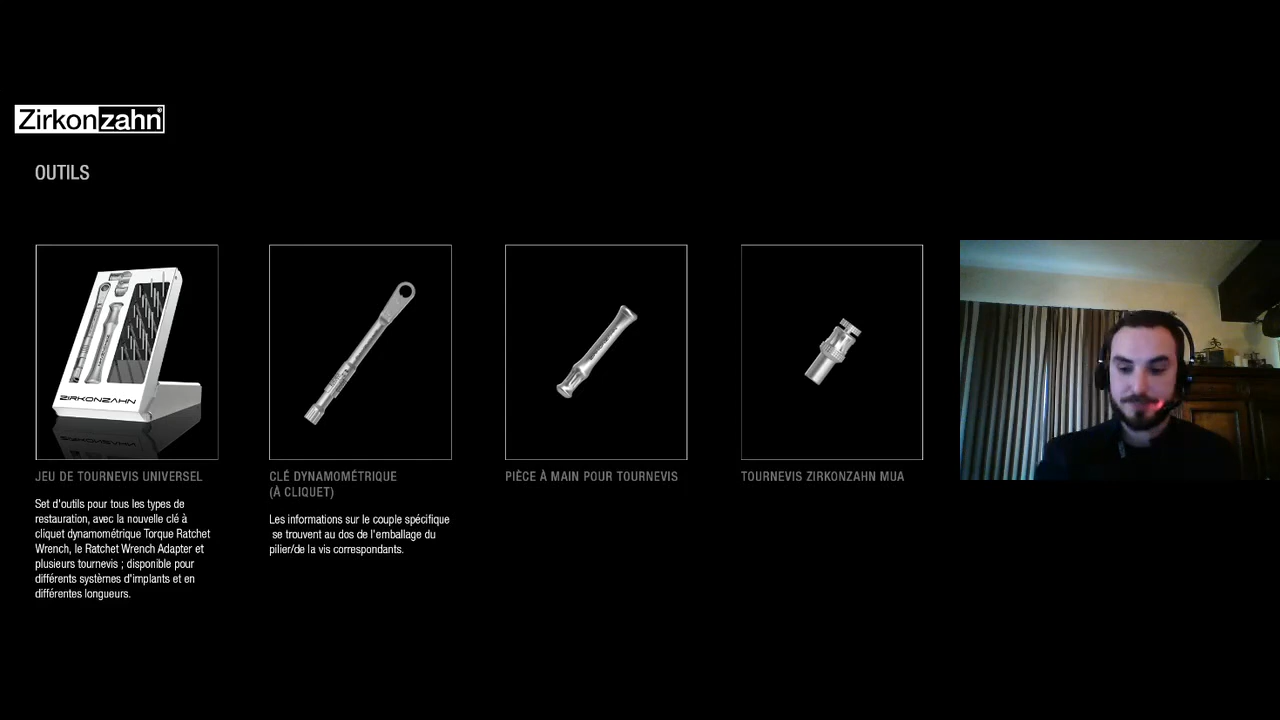 Zirkonzahn®
OUTILS
ZIRKONZAHN
JEU DE TOURNEVIS UNIVERSEL
Set d'outils pour tous les types de
restauration, avec la nouvelle clé à
cliquet dynamométrique Torque Ratchet
Wrench, le Ratchet Wrench Adapter et
plusieurs tournevis ; disponible pour
différents systèmes d'implants et en
différentes longueurs.
CLÉ DYNAMOMÉTRIQUE
(À CLIQUET)
Les informations sur le couple spécifique
se trouvent au dos de l'emballage du
pilier/de la vis correspondants.
PIÈCE À MAIN POUR TOURNEVIS
TOURNEVIS ZIRKONZAHN MUA